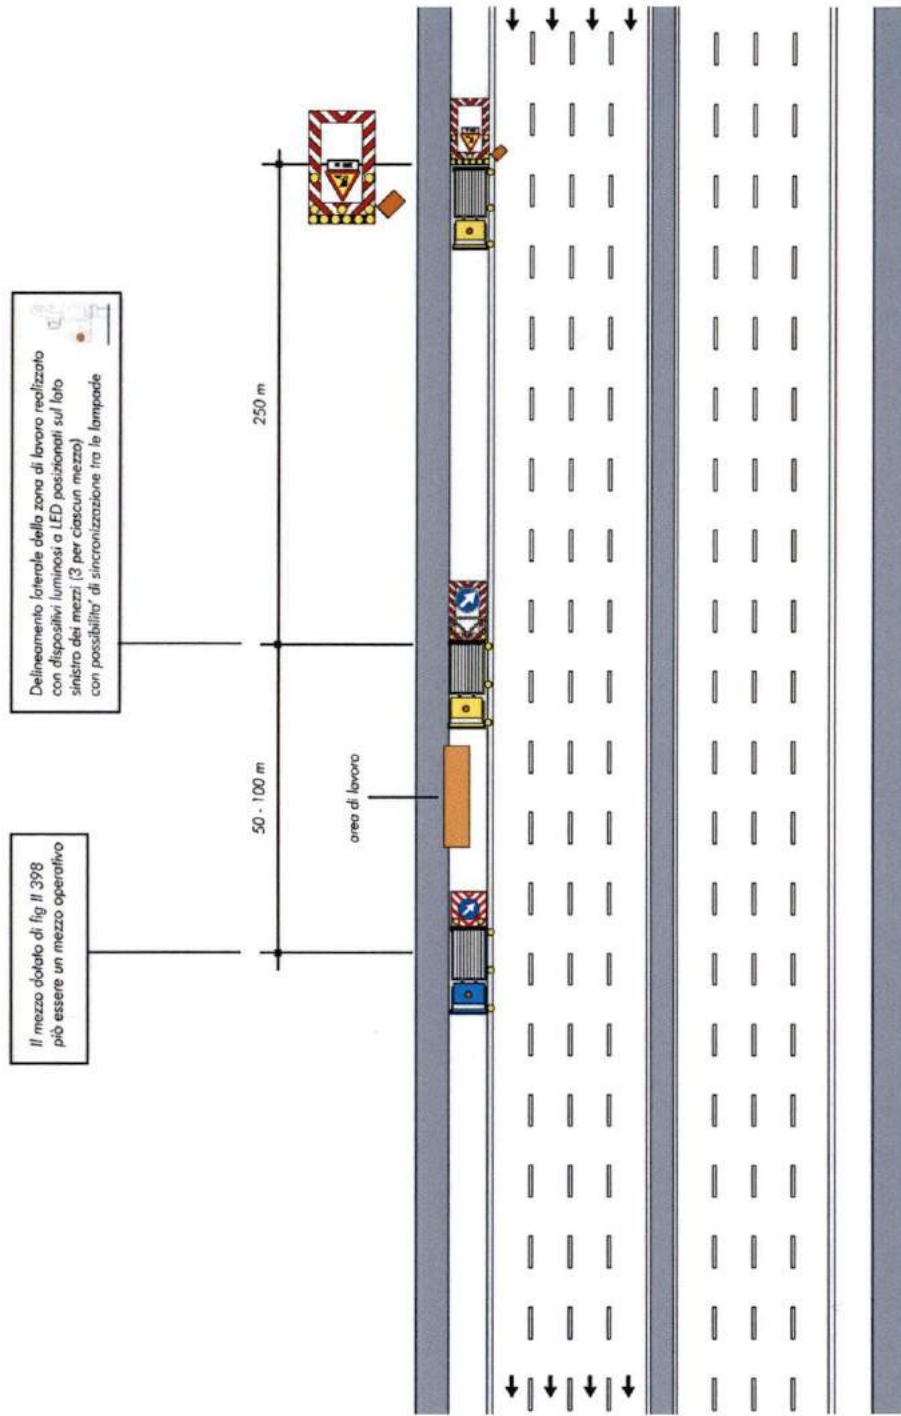 Delineamento laterale della zona di lavoro realizzato
con dispositivi luminosi a LED posizionati sul lato
sinistro dei mezzi (3 per ciascun mezzo)
con possibilita' di sincronizzazione tra le lampade
Il mezzo dotato di fig II 398
piò essere un mezzo operativo
250 m
50 - 100 m
area di lavoro